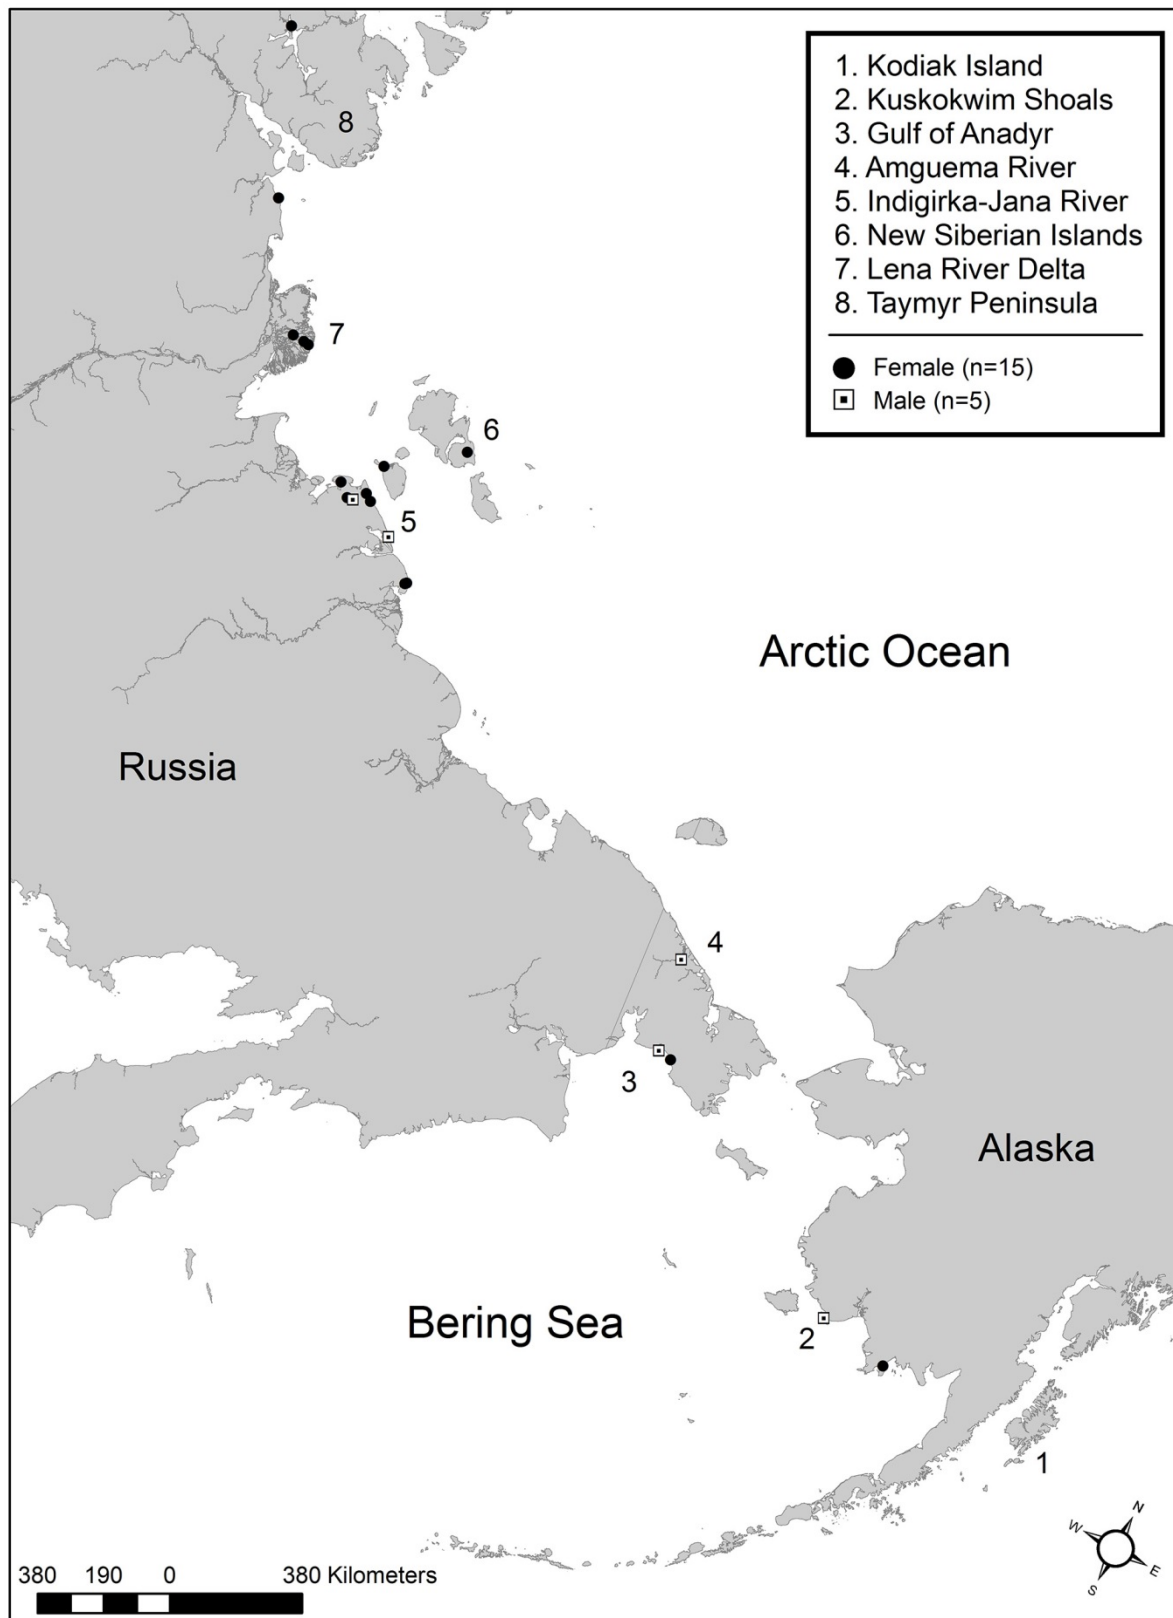 1. Kodiak Island
2. Kuskokwim Shoals
3. Gulf of Anadyr
4. Amguema River
5. Indigirka-Jana River
6. New Siberian Islands
7. Lena River Delta
8. Taymyr Peninsula
Female (n=15)
Male (n=5)
8
7
6
5
Arctic Ocean
Russia
4
3
Alaska
Bering Sea
2
1
N
W
E
S
380 190 0 380 Kilometers